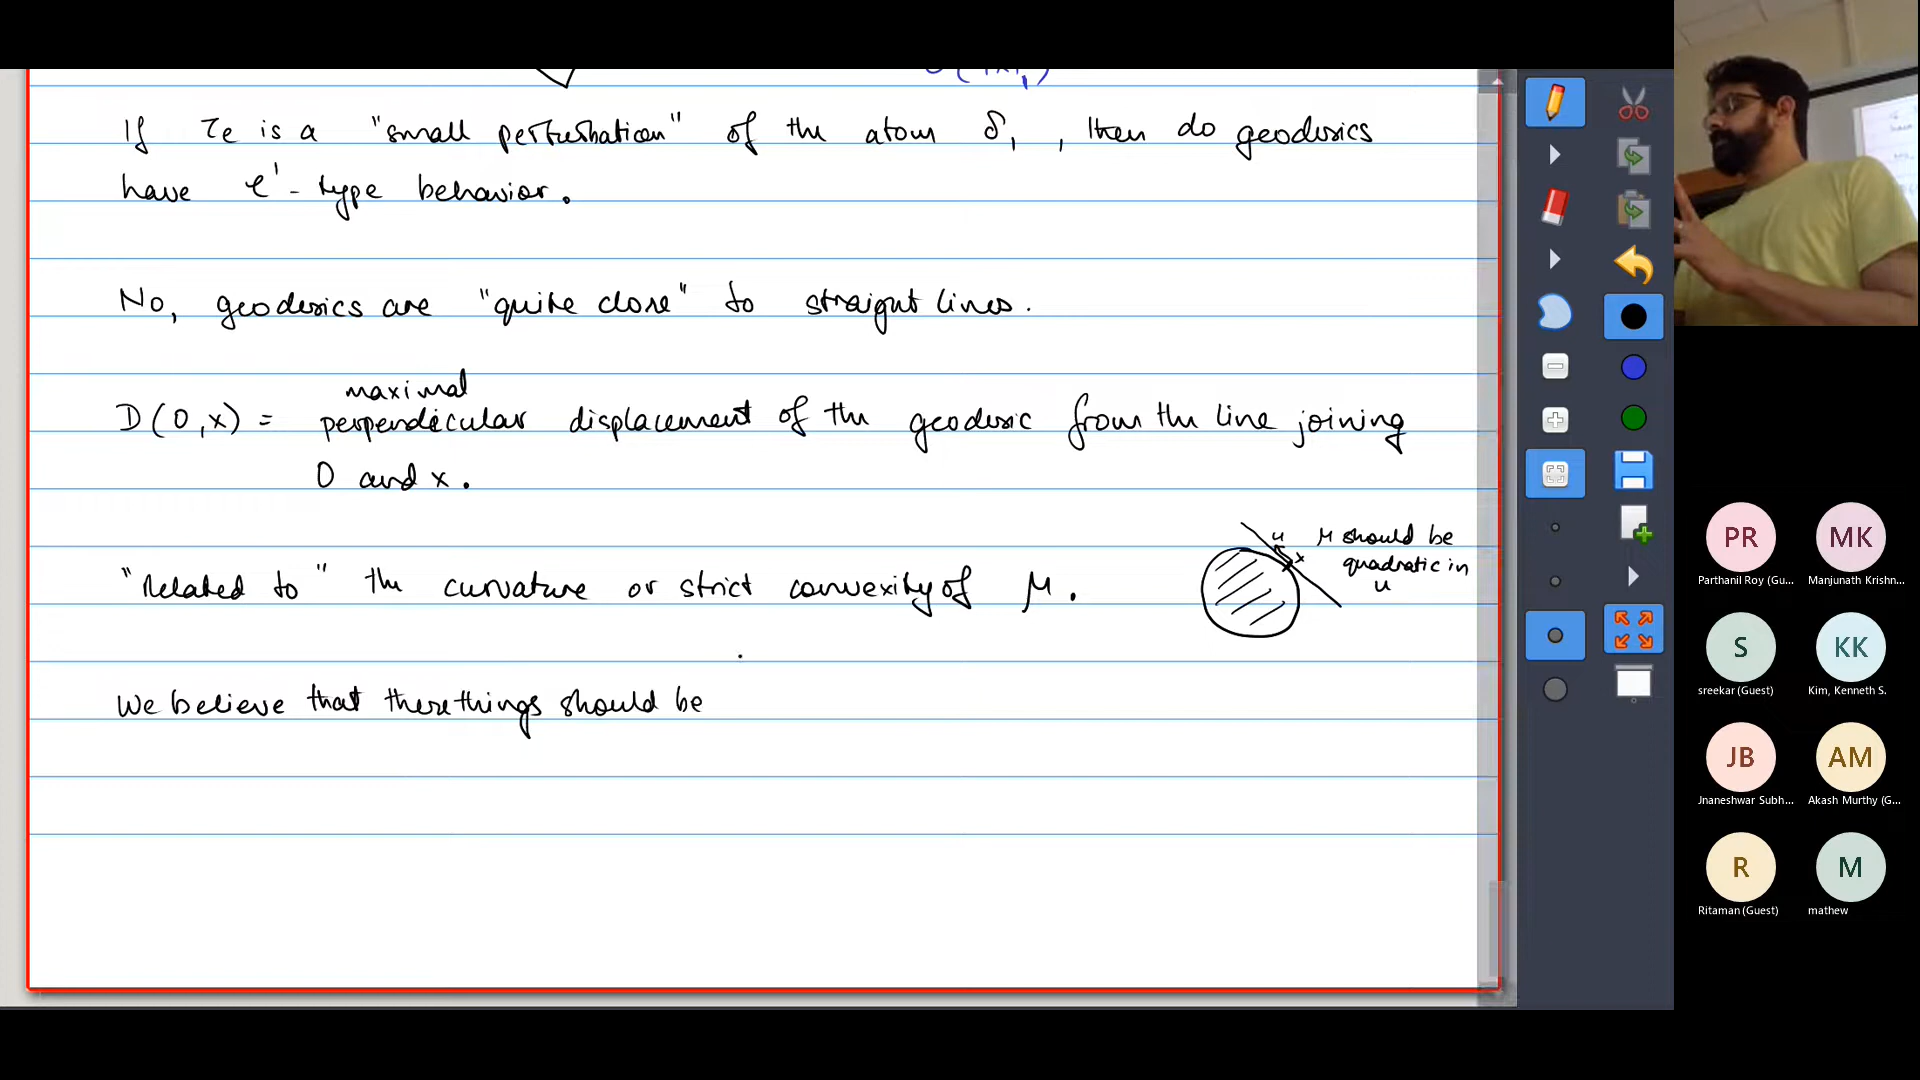 If τe is a "small perturbation" of the atom δ₁, then do geodesics
have ℓ¹-type behavior.
No, geodesics are "quite close" to straight lines.
maximal
D(0,x) = perpendicular displacement of the geodesic from the line joining
0 and x.
"Related to" the curvature or strict convexity of μ.
u
x
μ should be
quadratic in
u
We believe that these things should be
PR
MK
Parthanil Roy (Gu...
Manjunath Krishn...
S
KK
sreekar (Guest)
Kim, Kenneth S.
JB
AM
Jnaneshwar Subh...
Akash Murthy (G...
R
M
Ritaman (Guest)
mathew